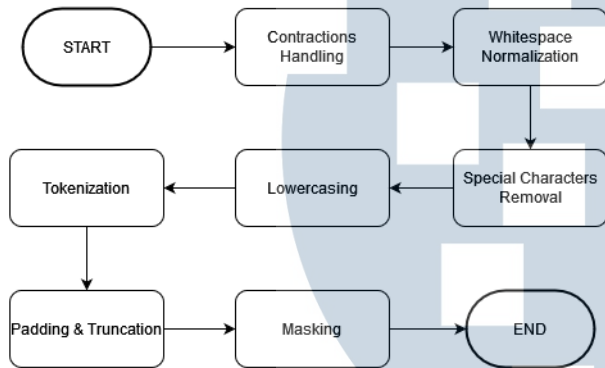 START
Contractions
Handling
Whitespace
Normalization
Special Characters
Removal
Lowercasing
Tokenization
Padding & Truncation
Masking
END